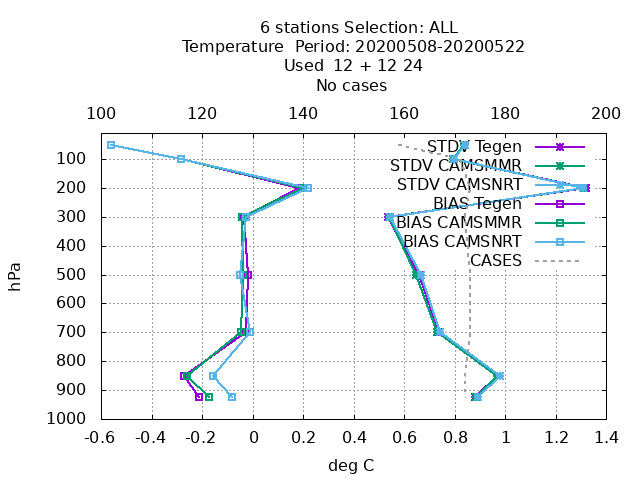 6 stations Selection: ALL
Temperature  Period: 20200508-20200522
Used  12 + 12 24
No cases
100 120 140 160 180 200
STDV Tegen
STDV CAMSMMR
STDV CAMSNRT
BIAS Tegen
BIAS CAMSMMR
BIAS CAMSNRT
CASES
100
200
300
400
500
600
700
800
900
1000
hPa
-0.6 -0.4 -0.2 0 0.2 0.4 0.6 0.8 1 1.2 1.4
deg C